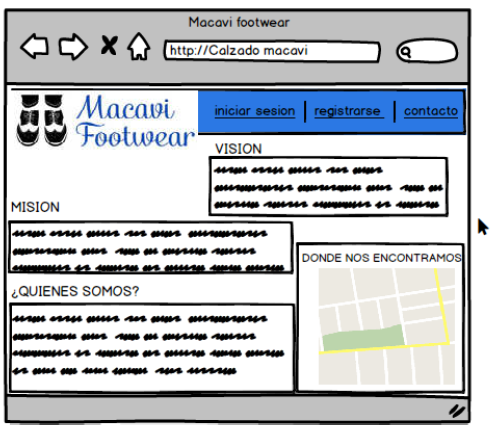 Macavi footwear
http://Calzado macavi
Macavi
Footwear
iniciar sesion
registrarse
contacto
VISION
MISION
DONDE NOS ENCONTRAMOS
¿QUIENES SOMOS?